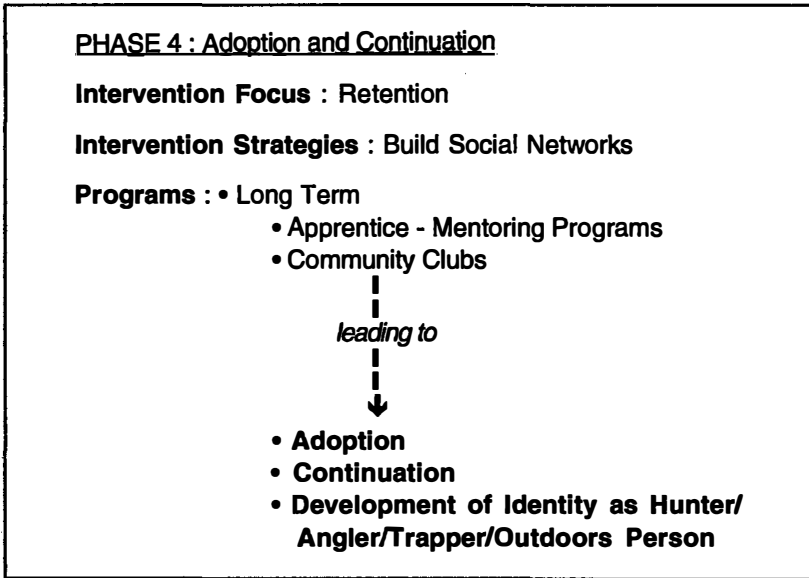 PHASE 4 : Adoption and Continuation
Intervention Focus : Retention
Intervention Strategies : Build Social Networks
Programs : • Long Term
• Apprentice - Mentoring Programs
• Community Clubs
leading to
• Adoption
• Continuation
• Development of Identity as Hunter/
Angler/Trapper/Outdoors Person